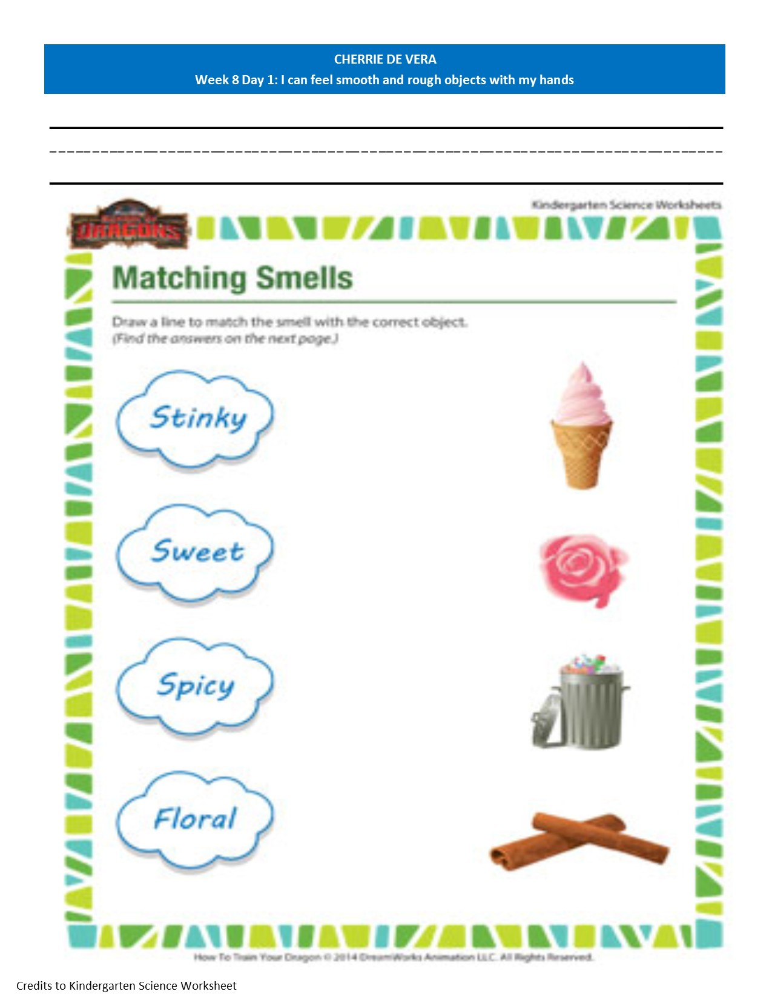 CHERRIE DE VERA
Week 8 Day 1: I can feel smooth and rough objects with my hands
Kindergarten Science Worksheets
DRAGONS
Matching Smells
Draw a line to match the smell with the correct object.
(Find the answers on the next page.)
Stinky
Sweet
Spicy
Floral
How To Train Your Dragon © 2014 DreamWorks Animation LLC. All Rights Reserved.
Credits to Kindergarten Science Worksheet